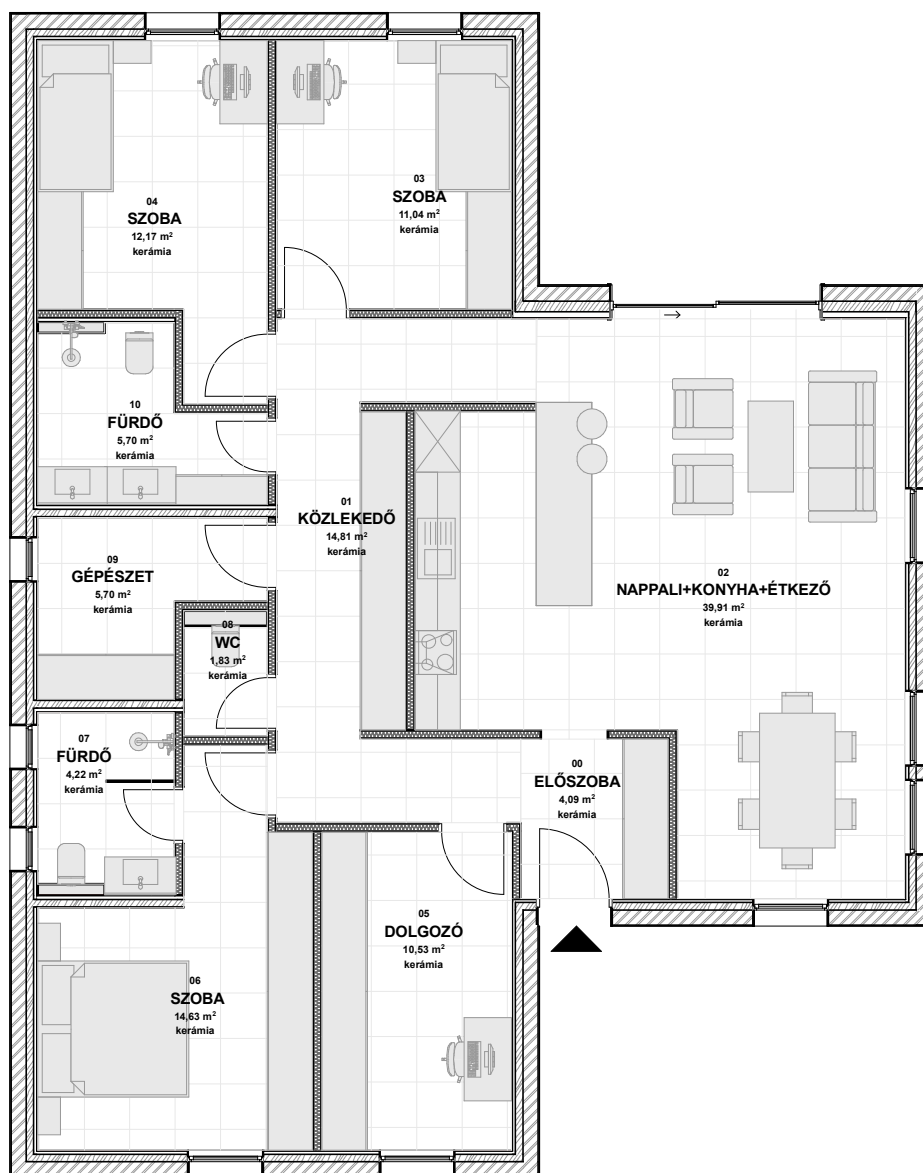 03
SZOBA
11,04 m²
kerámia
04
SZOBA
12,17 m²
kerámia
10
FÜRDŐ
5,70 m²
kerámia
01
KÖZLEKEDŐ
14,81 m²
kerámia
09
GÉPÉSZET
5,70 m²
kerámia
02
NAPPALI+KONYHA+ÉTKEZŐ
39,91 m²
kerámia
08
WC
1,83 m²
kerámia
07
FÜRDŐ
4,22 m²
kerámia
00
ELŐSZOBA
4,09 m²
kerámia
05
DOLGOZÓ
10,53 m²
kerámia
06
SZOBA
14,63 m²
kerámia